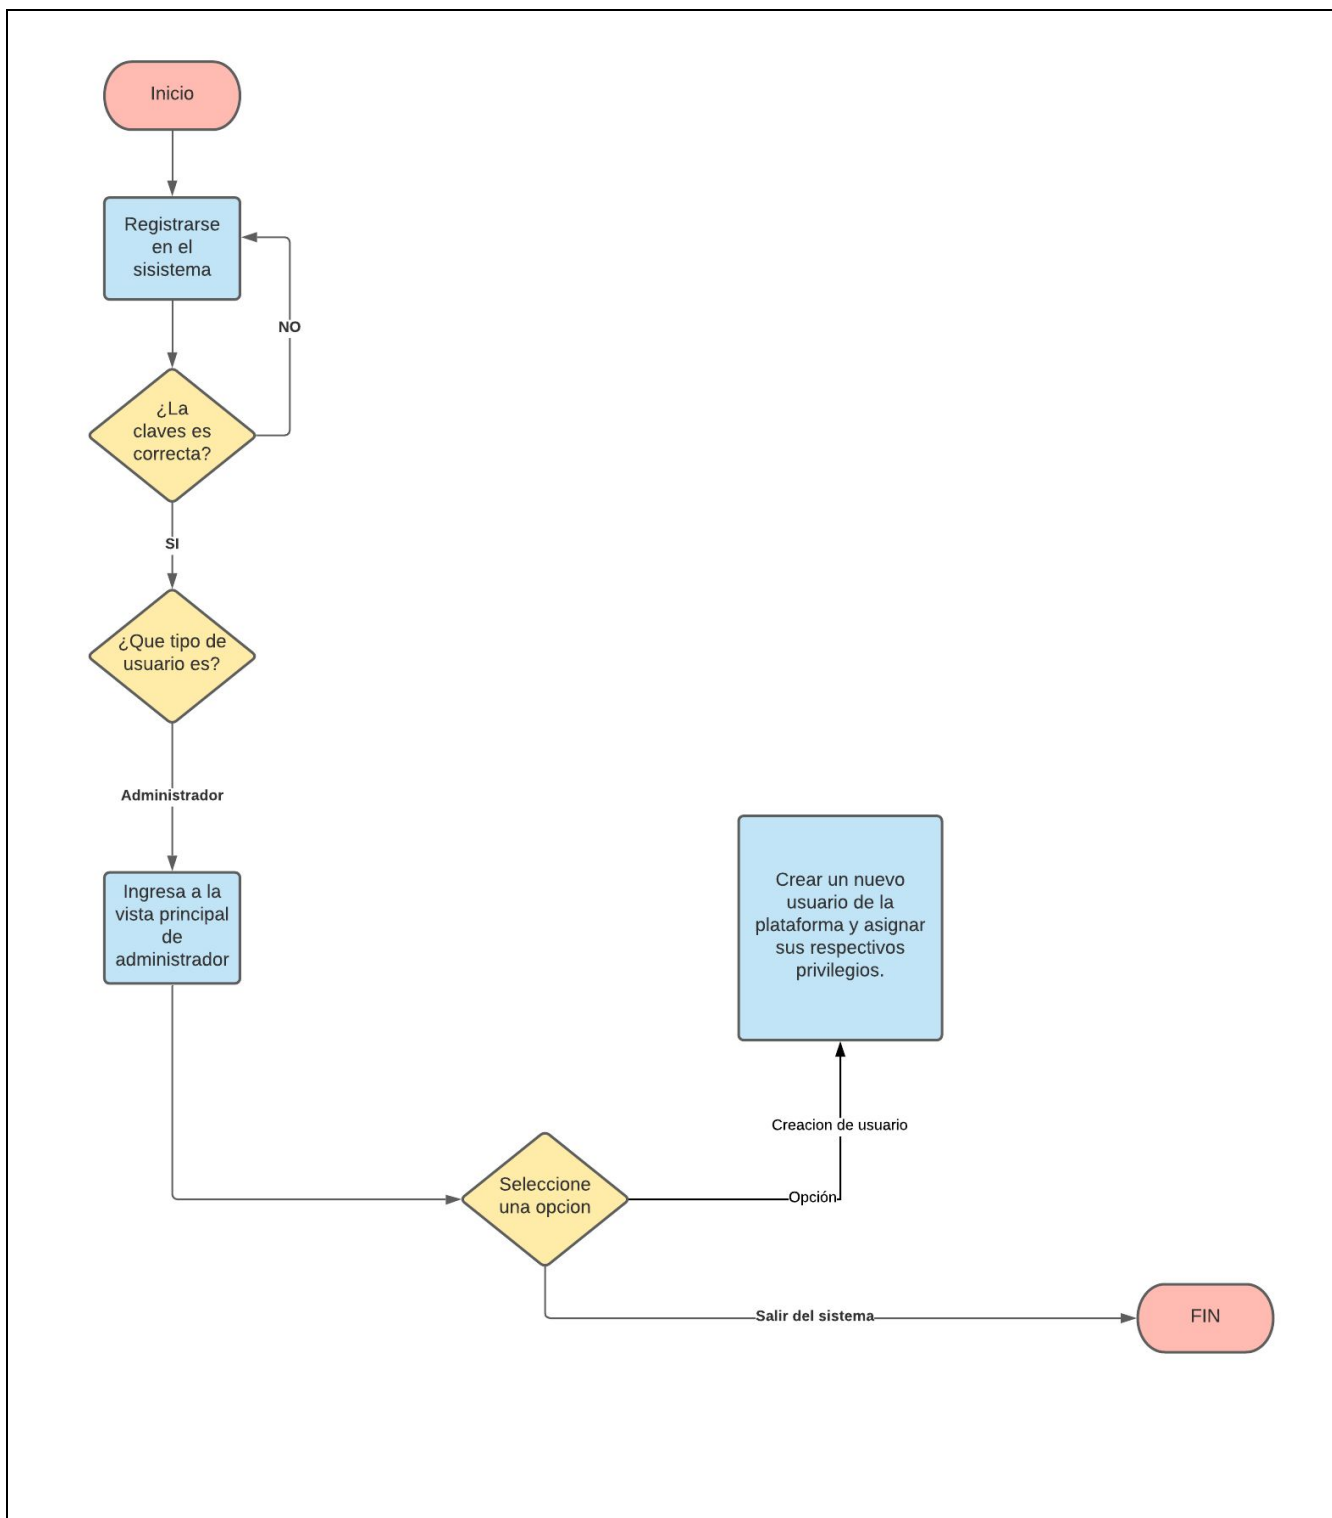 Inicio
Registrarse
en el
sisistema
NO
¿La
claves es
correcta?
SI
¿Que tipo de
usuario es?
Administrador
Ingresa a la
vista principal
de
administrador
Crear un nuevo
usuario de la
plataforma y asignar
sus respectivos
privilegios.
Creacion de usuario
Seleccione
una opcion
Opción
Salir del sistema
FIN